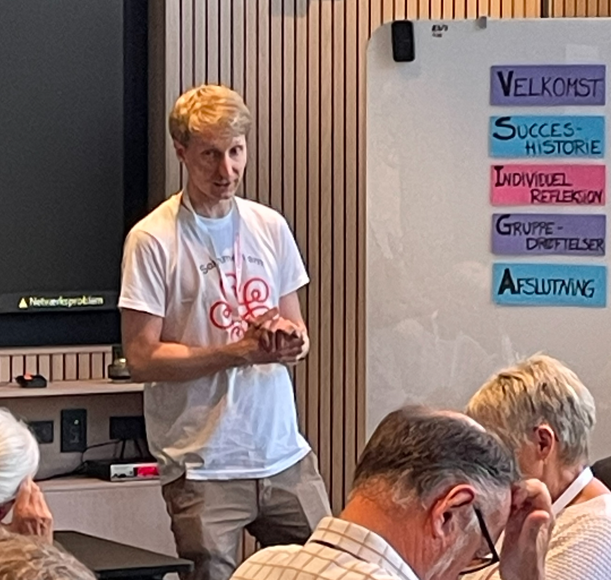 VELKOMST
SUCCES-
HISTORIE
INDIVIDUEL
REFLEKSION
GRUPPE-
DRØFTELSER
AFSLUTNING
Netværksproblem